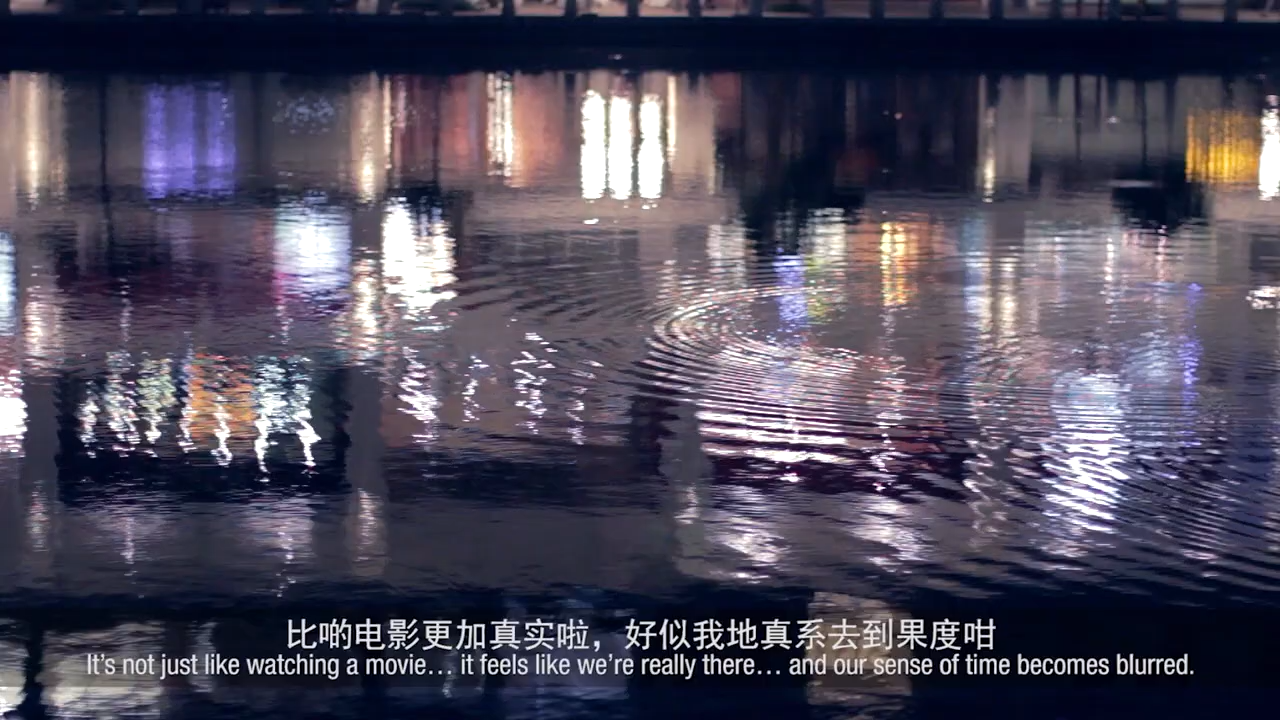 比啲电影更加真实啦，好似我地真系去到果度咁
It's not just like watching a movie… it feels like we're really there… and our sense of time becomes blurred.